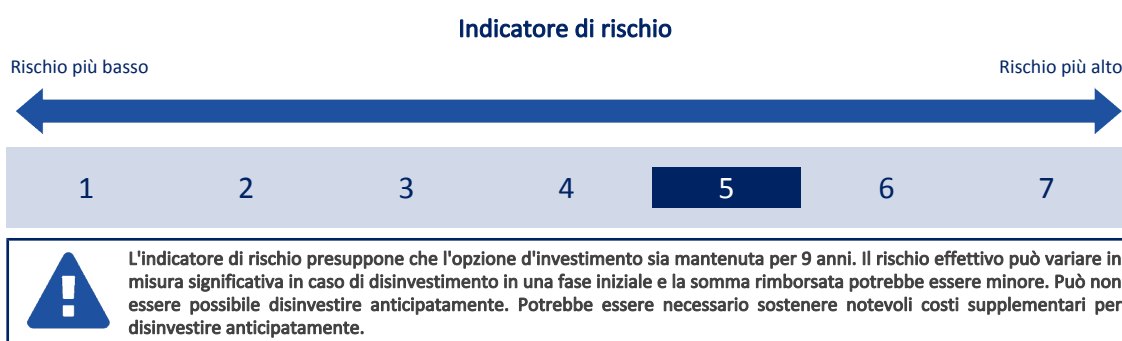 Indicatore di rischio
Rischio più basso Rischio più alto
1 2 3 4 5 6 7
L'indicatore di rischio presuppone che l'opzione d'investimento sia mantenuta per 9 anni. Il rischio effettivo può variare in
misura significativa in caso di disinvestimento in una fase iniziale e la somma rimborsata potrebbe essere minore. Può non
essere possibile disinvestire anticipatamente. Potrebbe essere necessario sostenere notevoli costi supplementari per
disinvestire anticipatamente.